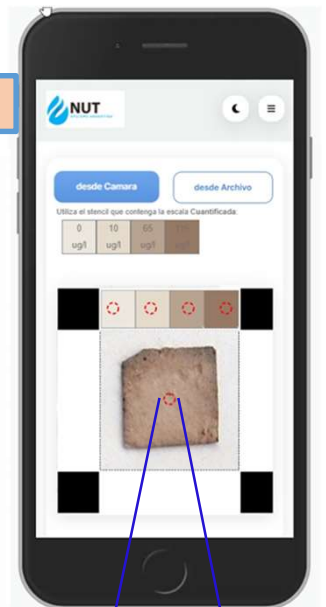 NUT
desde Camara
desde Archivo
Utiliza el stencil que contenga la escala Cuantificada.
0 10 65
ug/l ug/l ug/l